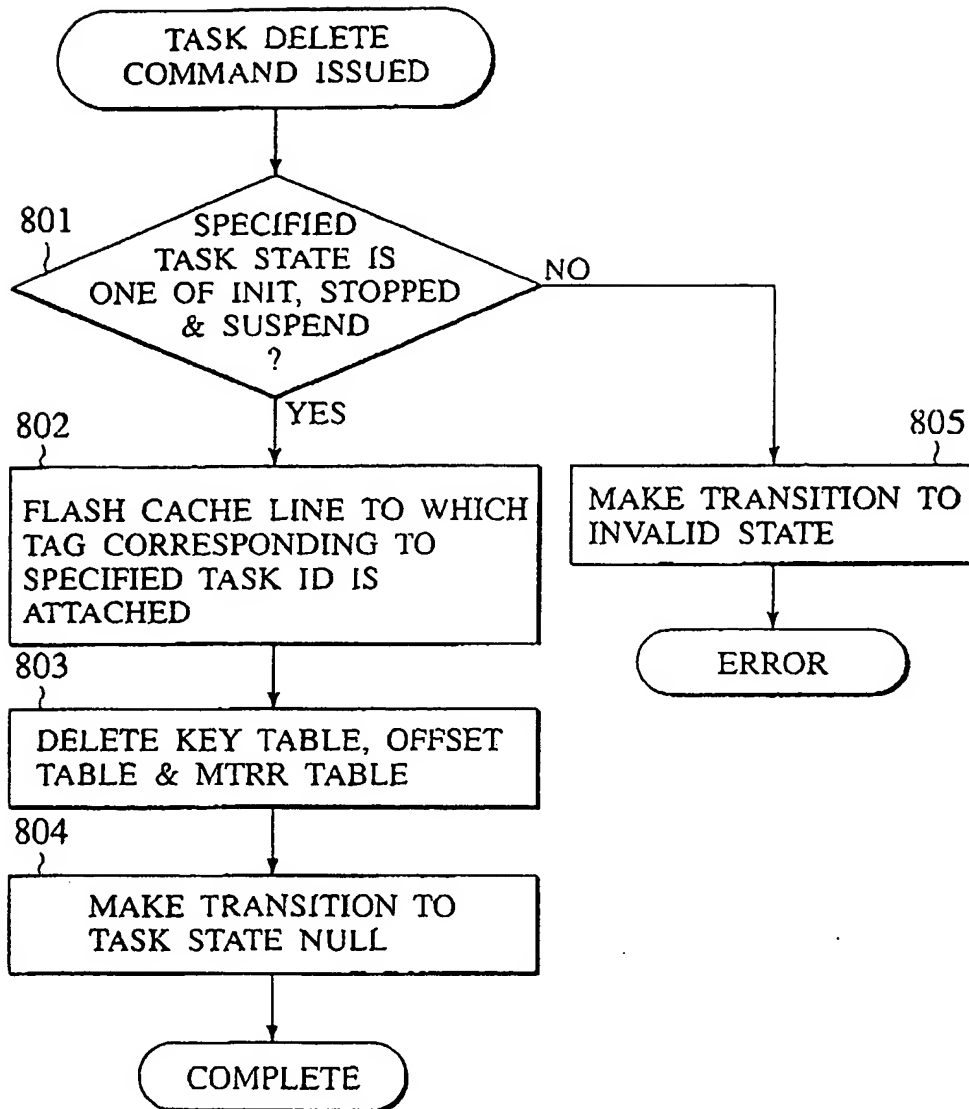 TASK DELETE
COMMAND ISSUED
801
SPECIFIED
TASK STATE IS
ONE OF INIT, STOPPED
& SUSPEND
?
NO
YES
802
FLASH CACHE LINE TO WHICH
TAG CORRESPONDING TO
SPECIFIED TASK ID IS
ATTACHED
805
MAKE TRANSITION TO
INVALID STATE
ERROR
803
DELETE KEY TABLE, OFFSET
TABLE & MTRR TABLE
804
MAKE TRANSITION TO
TASK STATE NULL
COMPLETE